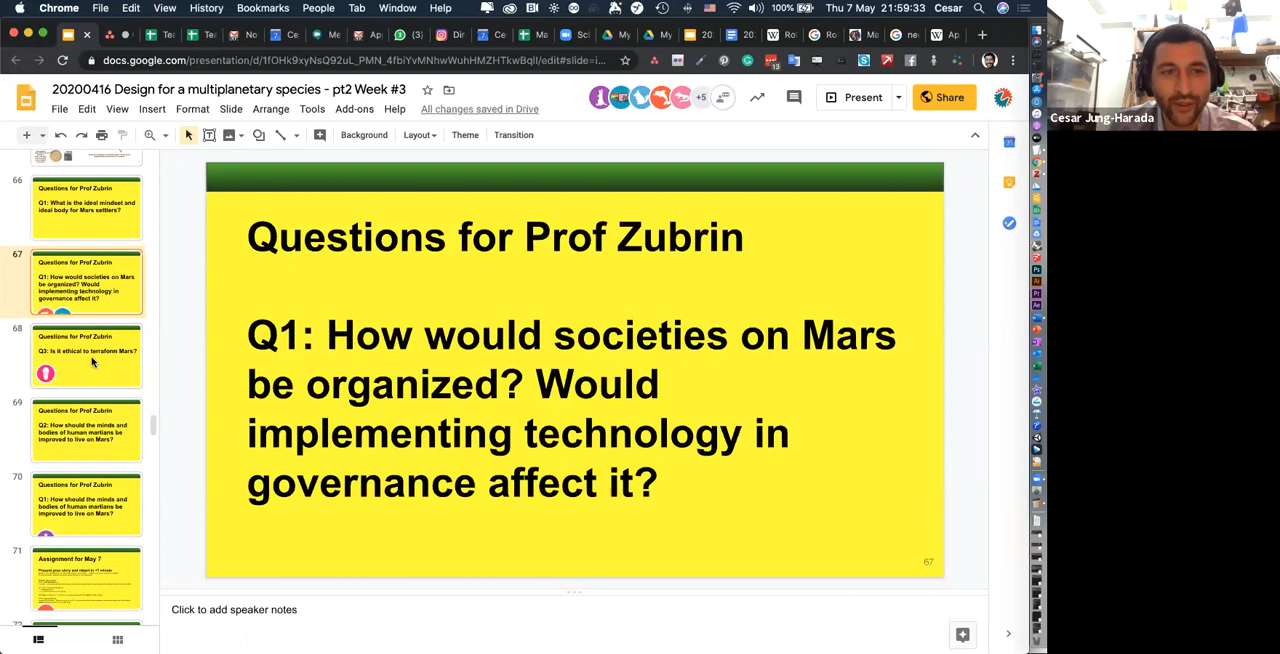 Chrome File Edit View History Bookmarks People Tab Window Help
100% Thu 7 May 21:59:33 Cesar
docs.google.com/presentation/d/1fOHk9xyNsQ92uL_PMN_4fbiYvMNhwWuhHMZHTkwBqII/edit#slide=i...
20200416 Design for a multiplanetary species - pt2 Week #3
+5
Present
Share
File Edit View Insert Format Slide Arrange Tools Add-ons Help All changes saved in Drive
Background Layout Theme Transition
66
Questions for Prof Zubrin
Q1: What is the ideal mindset and
ideal body for Mars settlers?
67
Questions for Prof Zubrin
Q1: How would societies on Mars
be organized? Would
implementing technology in
governance affect it?
68
Questions for Prof Zubrin
Q3: Is it ethical to terraform Mars?
69
Questions for Prof Zubrin
Q2: How should the minds and
bodies of human martians be
improved to live on Mars?
70
Questions for Prof Zubrin
Q1: How should the minds and
bodies of human martians be
improved to live on Mars?
71
Assignment for May 7
Questions for Prof Zubrin
Q1: How would societies on Mars
be organized? Would
implementing technology in
governance affect it?
67
Click to add speaker notes
Cesar Jung-Harada